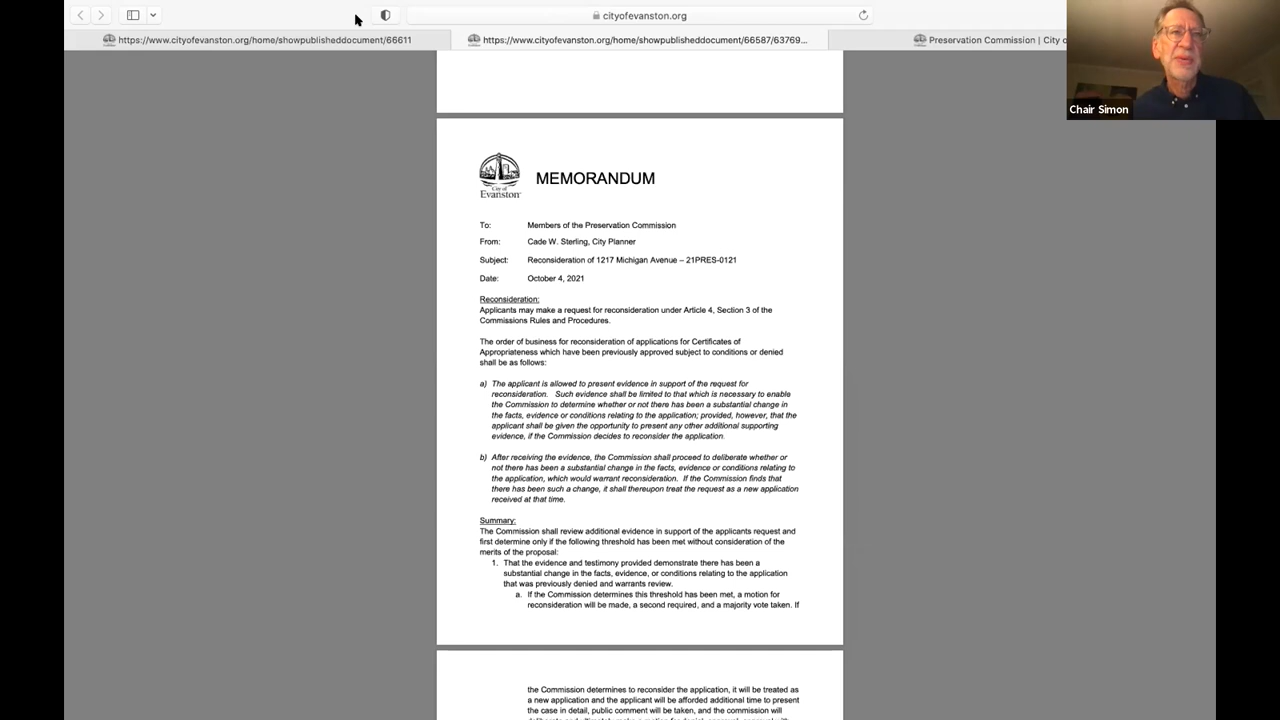 cityofevanston.org
https://www.cityofevanston.org/home/showpublisheddocument/66611
https://www.cityofevanston.org/home/showpublisheddocument/66587/63769...
Preservation Commission | City o
Chair Simon
City of
Evanston
MEMORANDUM
To: Members of the Preservation Commission
From: Cade W. Sterling, City Planner
Subject: Reconsideration of 1217 Michigan Avenue – 21PRES-0121
Date: October 4, 2021
Reconsideration:
Applicants may make a request for reconsideration under Article 4, Section 3 of the
Commissions Rules and Procedures.
The order of business for reconsideration of applications for Certificates of
Appropriateness which have been previously approved subject to conditions or denied
shall be as follows:
a) The applicant is allowed to present evidence in support of the request for
reconsideration. Such evidence shall be limited to that which is necessary to enable
the Commission to determine whether or not there has been a substantial change in
the facts, evidence or conditions relating to the application; provided, however, that the
applicant shall be given the opportunity to present any other additional supporting
evidence, if the Commission decides to reconsider the application.
b) After receiving the evidence, the Commission shall proceed to deliberate whether or
not there has been a substantial change in the facts, evidence or conditions relating to
the application, which would warrant reconsideration. If the Commission finds that
there has been such a change, it shall thereupon treat the request as a new application
received at that time.
Summary:
The Commission shall review additional evidence in support of the applicants request and
first determine only if the following threshold has been met without consideration of the
merits of the proposal:
1. That the evidence and testimony provided demonstrate there has been a
substantial change in the facts, evidence, or conditions relating to the application
that was previously denied and warrants review.
a. If the Commission determines this threshold has been met, a motion for
reconsideration will be made, a second required, and a majority vote taken. If
the Commission determines to reconsider the application, it will be treated as
a new application and the applicant will be afforded additional time to present
the case in detail, public comment will be taken, and the commission will